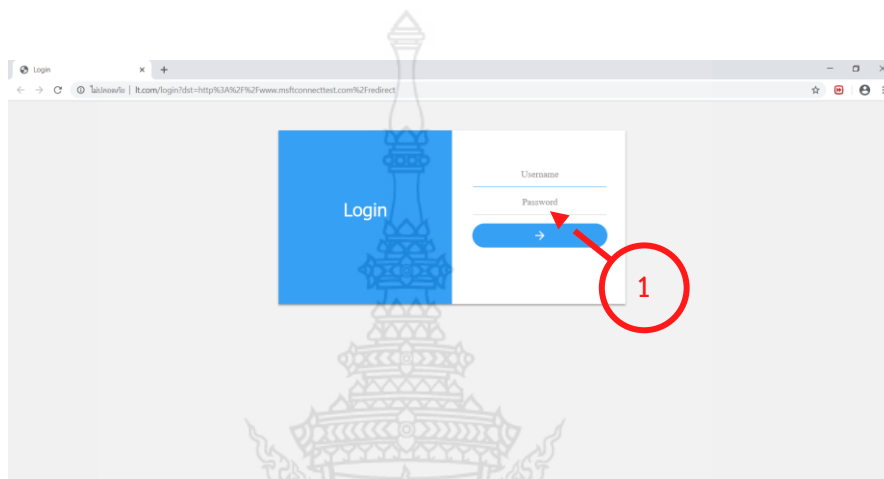 Login
ไม่ปลอดภัย | lt.com/login?dst=http%3A%2F%2Fwww.msftconnecttest.com%2Fredirect
Login
Username
Password
1